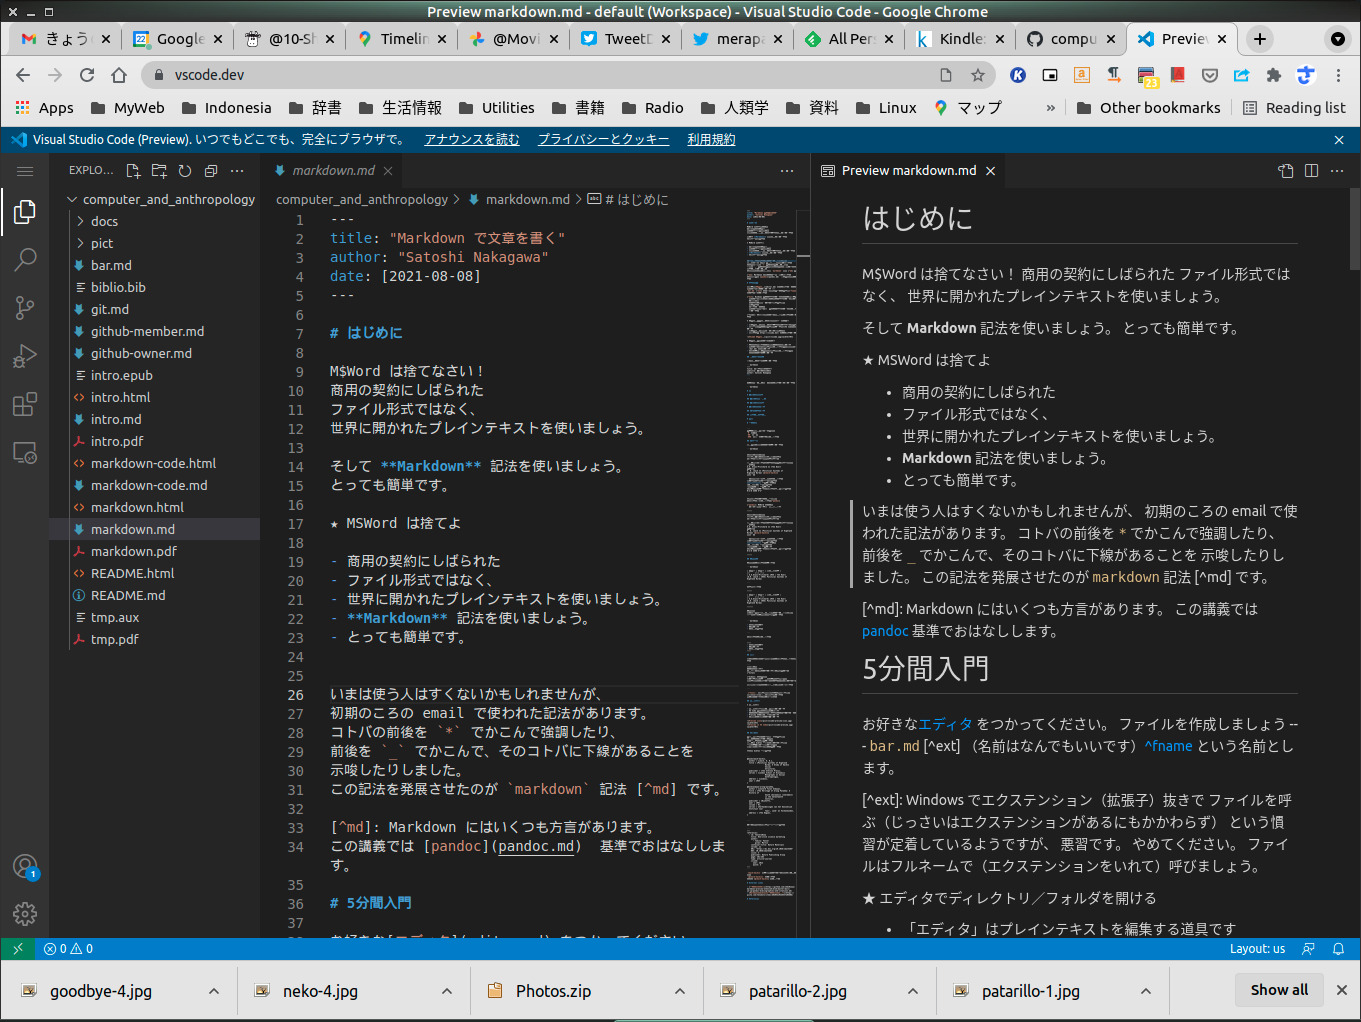 Preview markdown.md - default (Workspace) - Visual Studio Code - Google Chrome
きょう
Google
@10-Sh
Timelin
@Movi
TweetD
merapa
All Pers
Kindle:
compu
Previe
vscode.dev
Apps
MyWeb
Indonesia
辞書
生活情報
Utilities
書籍
Radio
人類学
資料
Linux
マップ
»
Other bookmarks
Reading list
Visual Studio Code (Preview). いつでもどこでも、完全にブラウザで。
アナウンスを読む
プライバシーとクッキー
利用規約
EXPLO...
computer_and_anthropology
docs
pict
bar.md
biblio.bib
git.md
github-member.md
github-owner.md
intro.epub
intro.html
intro.md
intro.pdf
markdown-code.html
markdown-code.md
markdown.html
markdown.md
markdown.pdf
README.html
README.md
tmp.aux
tmp.pdf
1
markdown.md
computer_and_anthropology > markdown.md > # はじめに
1 ---
2 title: "Markdown で文章を書く"
3 author: "Satoshi Nakagawa"
4 date: [2021-08-08]
5 ---
6
7 # はじめに
8
9 M$Word は捨てなさい！
10 商用の契約にしばられた
11 ファイル形式ではなく、
12 世界に開かれたプレインテキストを使いましょう。
13
14 そして **Markdown** 記法を使いましょう。
15 とっても簡単です。
16
17 ★ MSWord は捨てよ
18
19 - 商用の契約にしばられた
20 - ファイル形式ではなく、
21 - 世界に開かれたプレインテキストを使いましょう。
22 - **Markdown** 記法を使いましょう。
23 - とっても簡単です。
24
25
26 いまは使う人はすくないかもしれませんが、
27 初期のころの email で使われた記法があります。
28 コトバの前後を `*` でかこんで強調したり、
29 前後を `_` でかこんで、そのコトバに下線があることを
30 示唆したりしました。
31 この記法を発展させたのが `markdown` 記法 [^md] です。
32
33 [^md]: Markdown にはいくつも方言があります。
34 この講義では [pandoc](pandoc.md) 基準でおはなししま
す。
35
36 # 5分間入門
37
Preview markdown.md
はじめに
M$Word は捨てなさい！ 商用の契約にしばられた ファイル形式では
なく、 世界に開かれたプレインテキストを使いましょう。
そして Markdown 記法を使いましょう。 とっても簡単です。
★ MSWord は捨てよ
• 商用の契約にしばられた
• ファイル形式ではなく、
• 世界に開かれたプレインテキストを使いましょう。
• Markdown 記法を使いましょう。
• とっても簡単です。
いまは使う人はすくないかもしれませんが、 初期のころの email で使
われた記法があります。 コトバの前後を * でかこんで強調したり、
前後を _ でかこんで、そのコトバに下線があることを 示唆したりし
ました。 この記法を発展させたのが markdown 記法 [^md] です。
[^md]: Markdown にはいくつも方言があります。 この講義では
pandoc 基準でおはなしします。
5分間入門
お好きなエディタ をつかってください。 ファイルを作成しましょう --
- bar.md [^ext] （名前はなんでもいいです）^fname という名前とし
ます。
[^ext]: Windows でエクステンション（拡張子）抜きで ファイルを呼
ぶ（じっさいはエクステンションがあるにもかかわらず） という慣
習が定着しているようですが、 悪習です。 やめてください。 ファイ
ルはフルネームで（エクステンションをいれて）呼びましょう。
★ エディタでディレクトリ／フォルダを開ける
• 「エディタ」はプレインテキストを編集する道具です
0 0
Layout: us
goodbye-4.jpg
neko-4.jpg
Photos.zip
patarillo-2.jpg
patarillo-1.jpg
Show all